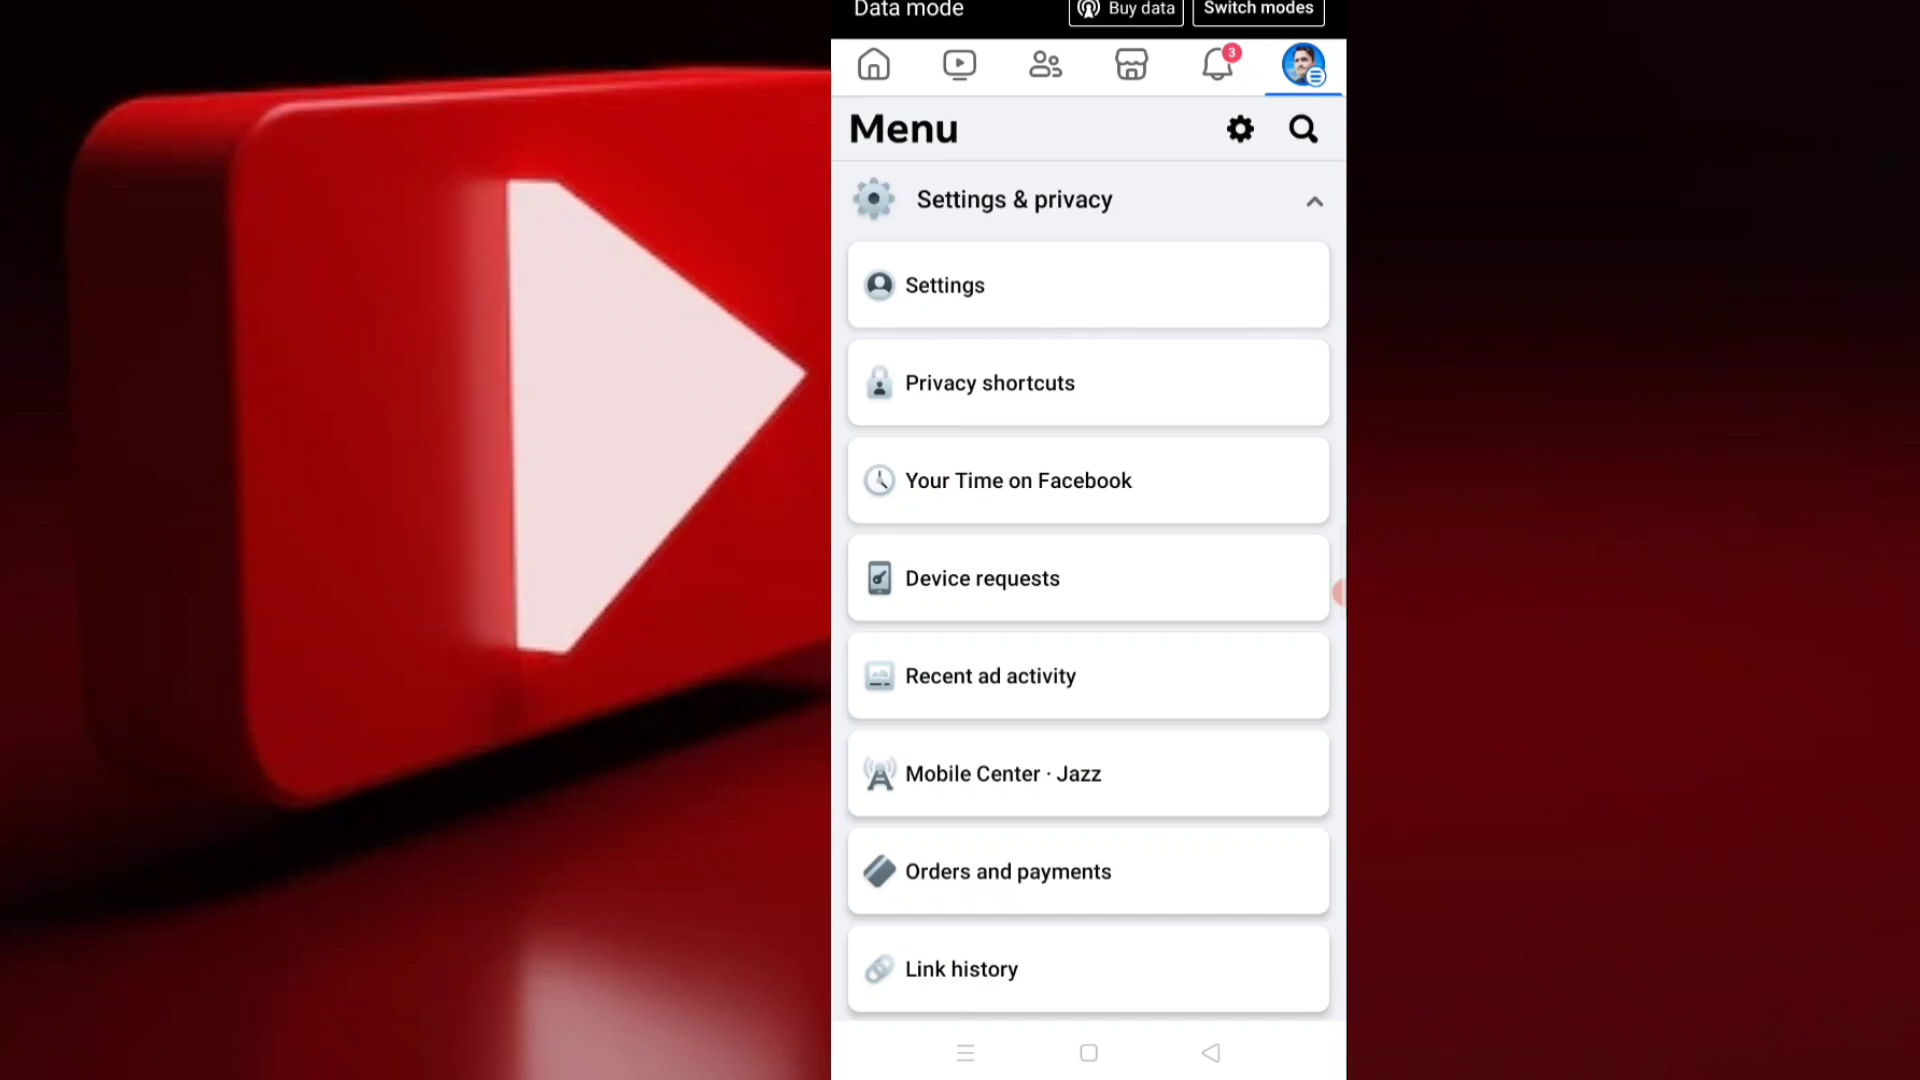 Data mode
Buy data
Switch modes
3
Menu
Settings & privacy
Settings
Privacy shortcuts
Your Time on Facebook
Device requests
Recent ad activity
Mobile Center · Jazz
Orders and payments
Link history